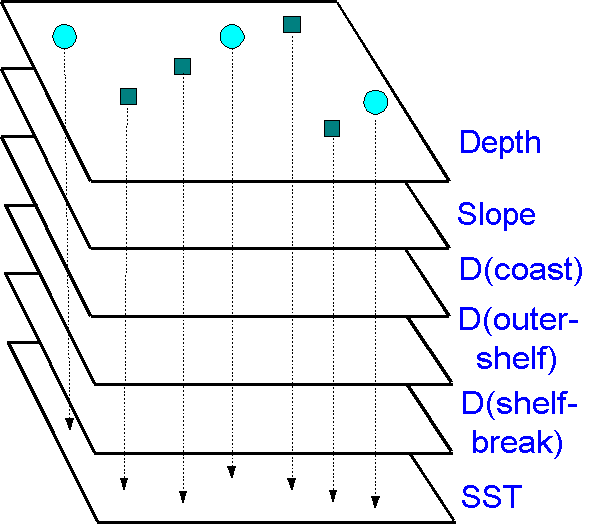 Depth
Slope
D(coast)
D(outer-
shelf)
D(shelf-
break)
SST